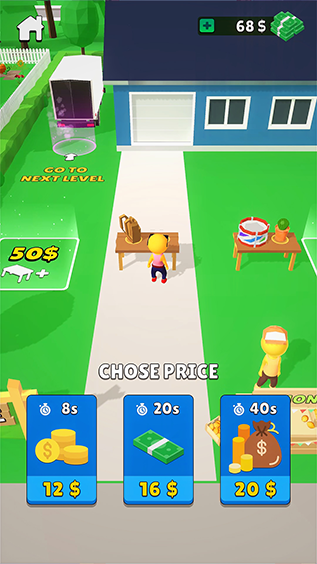 68 $
GO TO
NEXT LEVEL
50$
CHOSE PRICE
8s
20s
40s
12 $
16 $
20 $